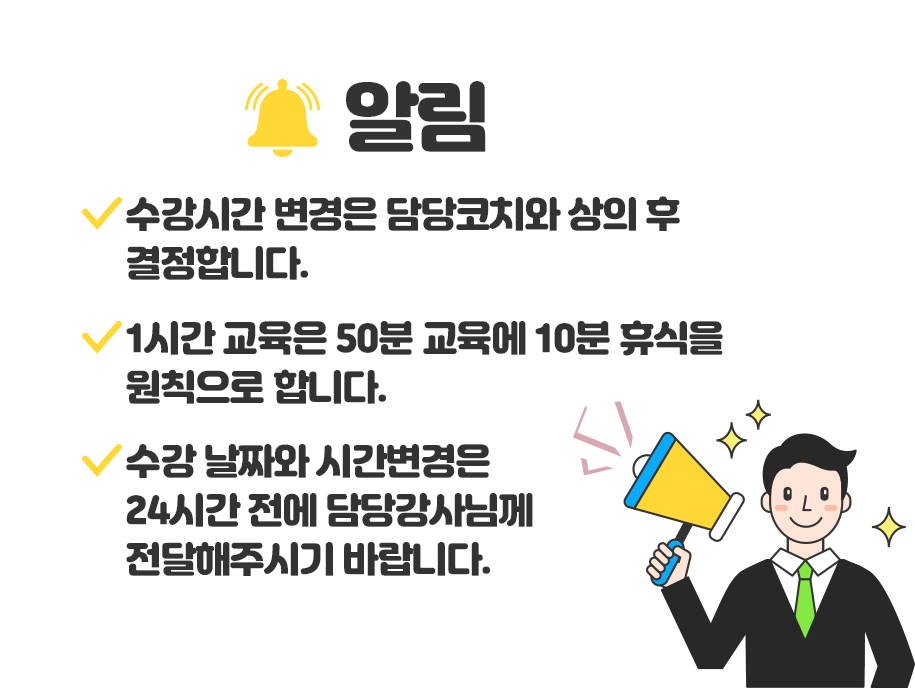 알림
수강시간 변경은 담당코치와 상의 후
결정합니다.
1시간 교육은 50분 교육에 10분 휴식을
원칙으로 합니다.
수강 날짜와 시간변경은
24시간 전에 담당강사님께
전달해주시기 바랍니다.